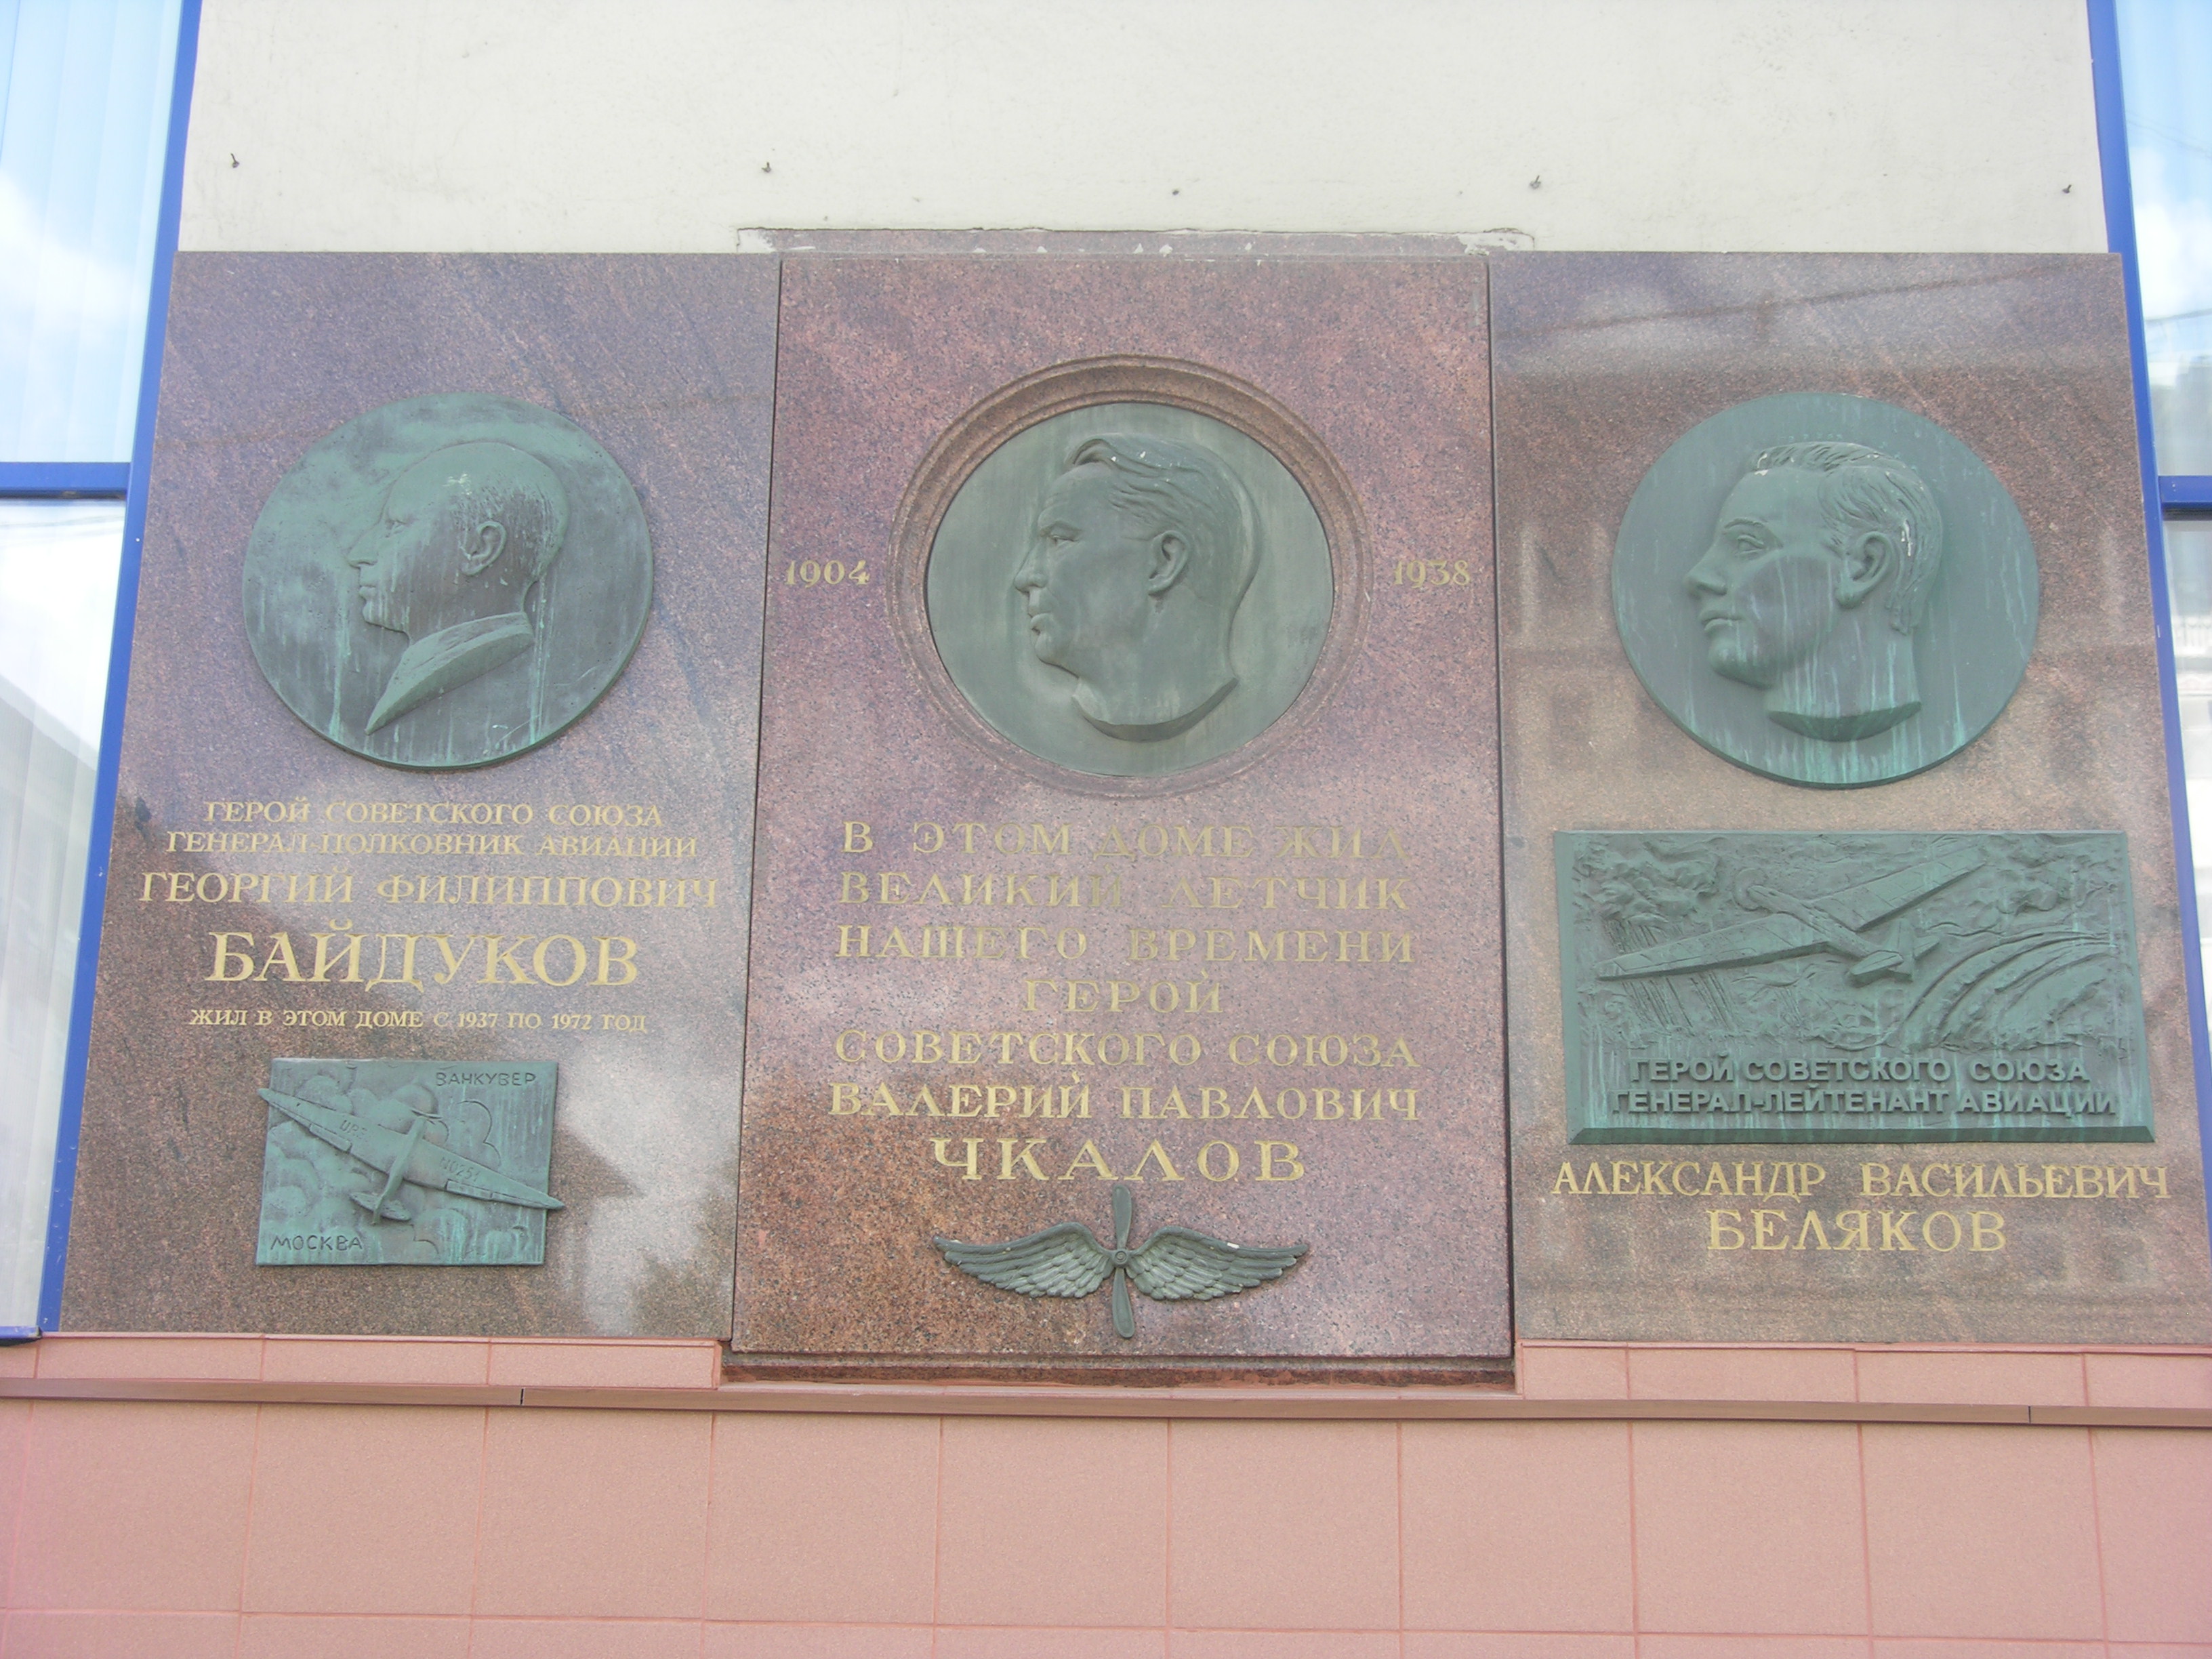 ГЕРОЙ СОВЕТСКОГО СОЮЗА
ГЕНЕРАЛ-ПОЛКОВНИК АВИАЦИИ
ГЕОРГИЙ ФИЛИППОВИЧ
БАЙДУКОВ
ЖИЛ В ЭТОМ ДОМЕ С 1937 ПО 1972 ГОД
ВАНКУВЕР
МОСКВА
1904 1938
В ЭТОМ ДОМЕ ЖИЛ
ВЕЛИКИЙ ЛЕТЧИК
НАШЕГО ВРЕМЕНИ
ГЕРОЙ
СОВЕТСКОГО СОЮЗА
ВАЛЕРИЙ ПАВЛОВИЧ
ЧКАЛОВ
ГЕРОЙ СОВЕТСКОГО СОЮЗА
ГЕНЕРАЛ-ЛЕЙТЕНАНТ АВИАЦИИ
АЛЕКСАНДР ВАСИЛЬЕВИЧ
БЕЛЯКОВ